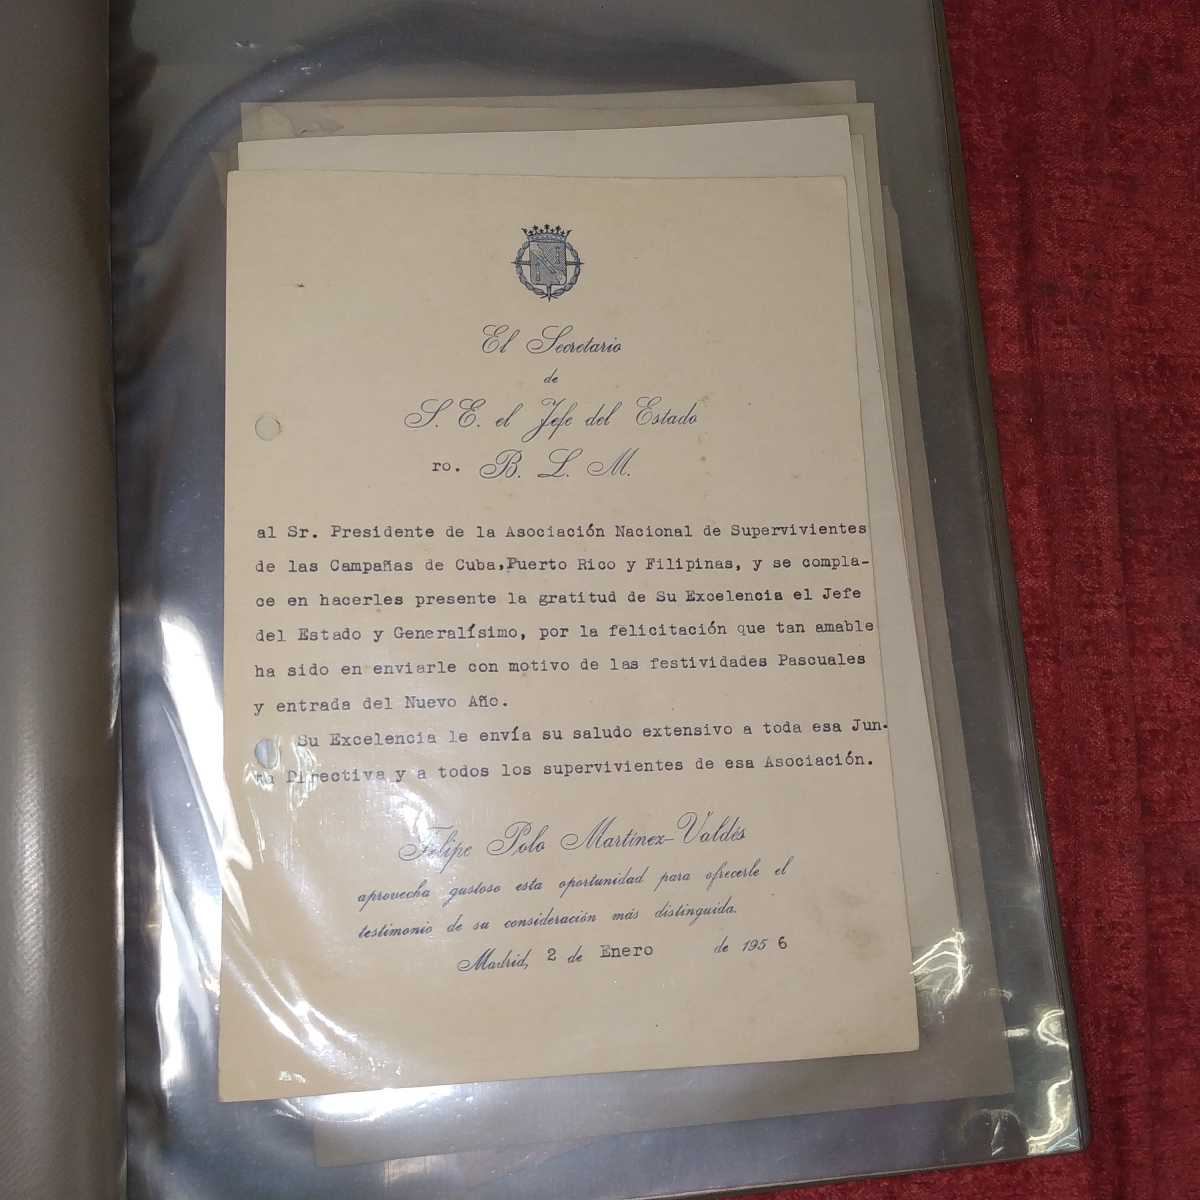 El Secretario
de
S. E. el Jefe del Estado
ro. B. L. M.
al Sr. Presidente de la Asociación Nacional de Supervivientes
de las Campañas de Cuba,Puerto Rico y Filipinas, y se compla-
ce en hacerles presente la gratitud de Su Excelencia el Jefe
del Estado y Generalísimo, por la felicitación que tan amable
ha sido en enviarle con motivo de las festividades Pascuales
y entrada del Nuevo Año.
Su Excelencia le envía su saludo extensivo a toda esa Jun-
ta Directiva y a todos los supervivientes de esa Asociación.
Felipe Polo Martínez-Valdés
aprovecha gustoso esta oportunidad para ofrecerle el
testimonio de su consideración más distinguida.
Madrid, 2 de Enero de 1956